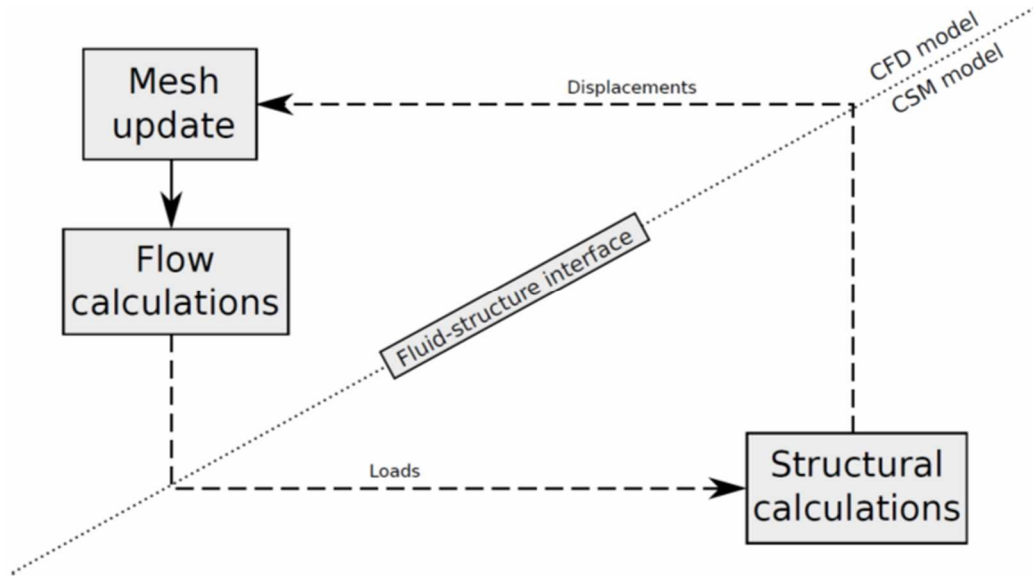 CFD model
CSM model
Mesh
update
Displacements
Flow
calculations
Fluid-structure interface
Loads
Structural
calculations